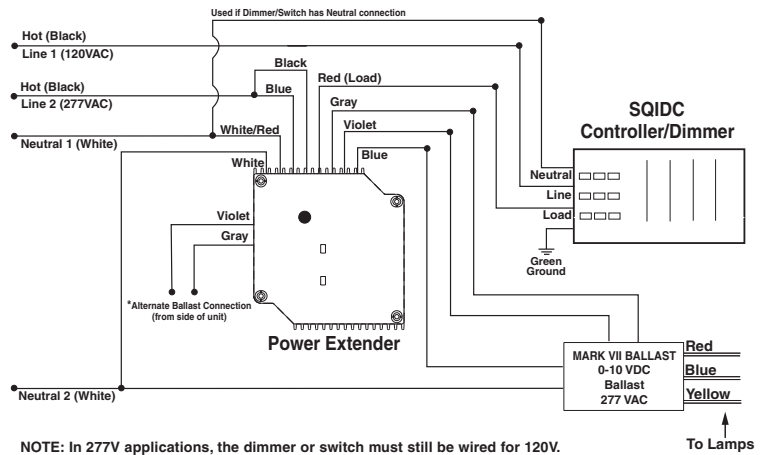 Used if Dimmer/Switch has Neutral connection
Hot (Black)
Line 1 (120VAC)
Black
Hot (Black)
Red (Load)
Blue
Line 2 (277VAC)
Gray
SQIDC
Controller/Dimmer
White/Red
Violet
Neutral 1 (White)
Blue
White
Neutral
Line
Load
Violet
Gray
Green
Ground
*Alternate Ballast Connection
(from side of unit)
Power Extender
MARK VII BALLAST
0-10 VDC
Ballast
277 VAC
Red
Blue
Yellow
Neutral 2 (White)
To Lamps
NOTE: In 277V applications, the dimmer or switch must still be wired for 120V.